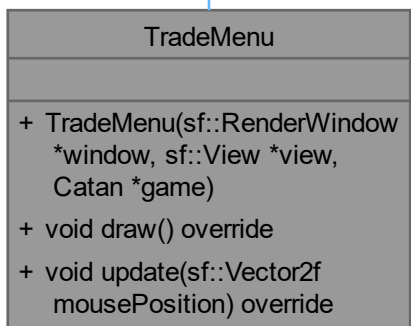 TradeMenu
+ TradeMenu(sf::RenderWindow
*window, sf::View *view,
Catan *game)
+ void draw() override
+ void update(sf::Vector2f
mousePosition) override